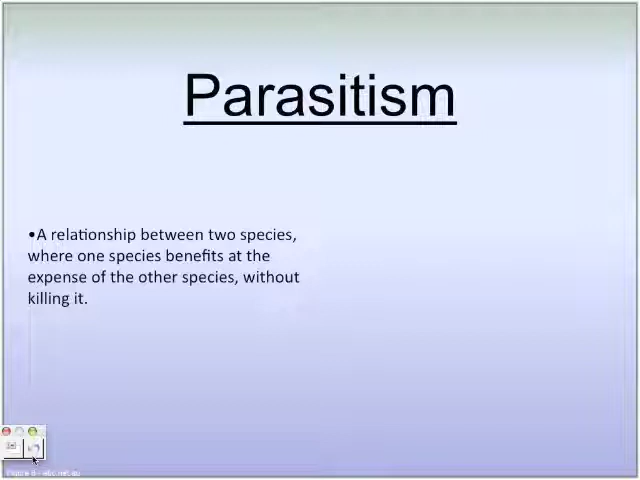 Parasitism
•A relationship between two species,
where one species benefits at the
expense of the other species, without
killing it.